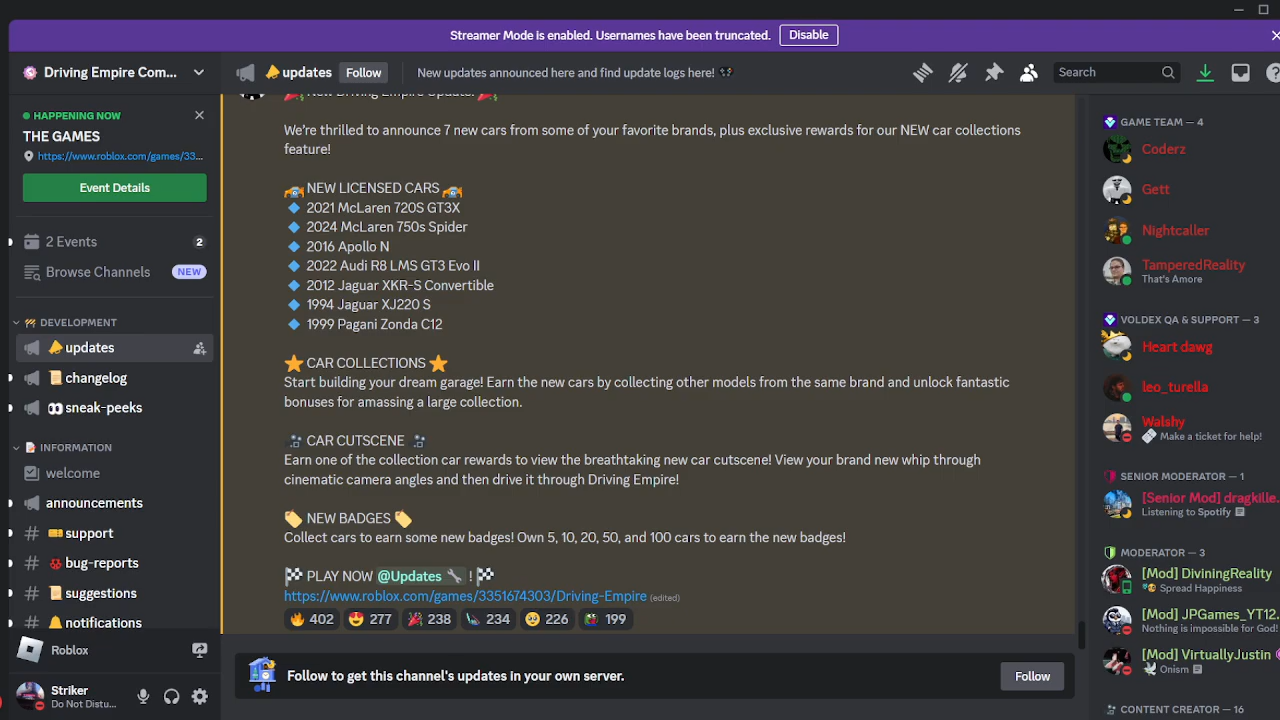 Streamer Mode is enabled. Usernames have been truncated.
Disable
Driving Empire Com...
updates
Follow
New updates announced here and find update logs here!
Search
HAPPENING NOW
THE GAMES
https://www.roblox.com/games/33...
Event Details
2 Events
2
Browse Channels
NEW
DEVELOPMENT
updates
changelog
sneak-peeks
INFORMATION
welcome
announcements
support
bug-reports
suggestions
notifications
Roblox
Striker
Do Not Distu...
New Driving Empire Update!
We're thrilled to announce 7 new cars from some of your favorite brands, plus exclusive rewards for our NEW car collections
feature!
NEW LICENSED CARS
2021 McLaren 720S GT3X
2024 McLaren 750s Spider
2016 Apollo N
2022 Audi R8 LMS GT3 Evo II
2012 Jaguar XKR-S Convertible
1994 Jaguar XJ220 S
1999 Pagani Zonda C12
CAR COLLECTIONS
Start building your dream garage! Earn the new cars by collecting other models from the same brand and unlock fantastic
bonuses for amassing a large collection.
CAR CUTSCENE
Earn one of the collection car rewards to view the breathtaking new car cutscene! View your brand new whip through
cinematic camera angles and then drive it through Driving Empire!
NEW BADGES
Collect cars to earn some new badges! Own 5, 10, 20, 50, and 100 cars to earn the new badges!
PLAY NOW @Updates !
https://www.roblox.com/games/3351674303/Driving-Empire (edited)
402 277 238 234 226 199
Follow to get this channel's updates in your own server.
Follow
GAME TEAM — 4
Coderz
Gett
Nightcaller
TamperedReality
That's Amore
VOLDEX QA & SUPPORT — 3
Heart dawg
leo_turella
Walshy
Make a ticket for help!
SENIOR MODERATOR — 1
[Senior Mod] dragkille.
Listening to Spotify
MODERATOR — 3
[Mod] DiviningReality
Spread Happiness
[Mod] JPGames_YT12.
Nothing is impossible for God!
[Mod] VirtuallyJustin
Onism
CONTENT CREATOR — 16